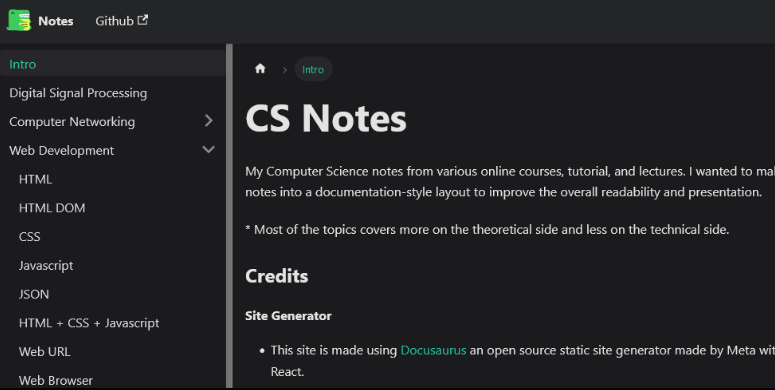 Notes Github
Intro
Digital Signal Processing
Computer Networking
Web Development
HTML
HTML DOM
CSS
Javascript
JSON
HTML + CSS + Javascript
Web URL
Web Browser
Intro
CS Notes
My Computer Science notes from various online courses, tutorial, and lectures. I wanted to
notes into a documentation-style layout to improve the overall readability and presentation.
* Most of the topics covers more on the theoretical side and less on the technical side.
Credits
Site Generator
• This site is made using Docusaurus an open source static site generator made by Meta
React.